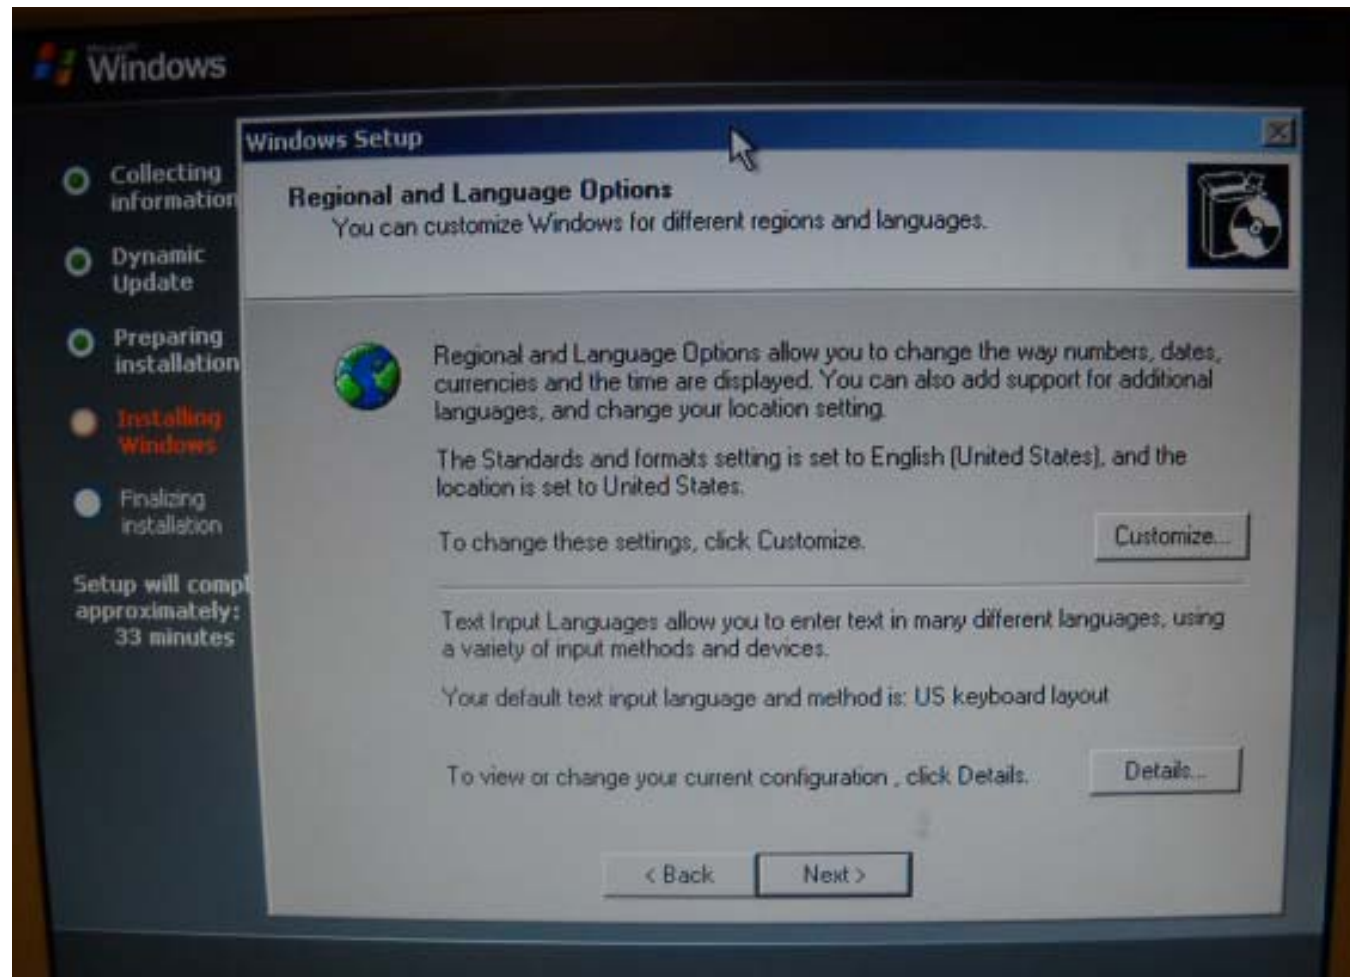 Microsoft
Windows
Collecting
information
Dynamic
Update
Preparing
installation
Installing
Windows
Finalizing
installation
Setup will compl
approximately:
33 minutes
Windows Setup
Regional and Language Options
You can customize Windows for different regions and languages.
Regional and Language Options allow you to change the way numbers, dates,
currencies and the time are displayed. You can also add support for additional
languages, and change your location setting.
The Standards and formats setting is set to English (United States), and the
location is set to United States.
To change these settings, click Customize.
Customize...
Text Input Languages allow you to enter text in many different languages, using
a variety of input methods and devices.
Your default text input language and method is: US keyboard layout
To view or change your current configuration , click Details.
Details...
< Back
Next >